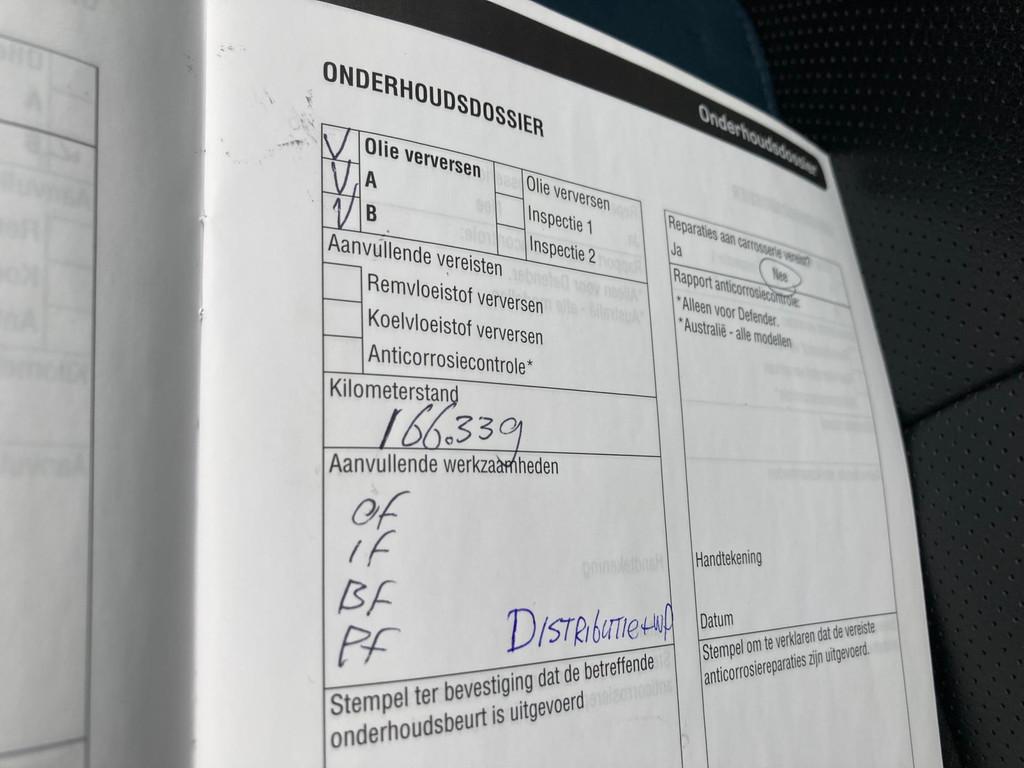 Onderhoudsdossier
ONDERHOUDSDOSSIER
V Olie verversen
V A
V B
Olie verversen
Inspectie 1
Inspectie 2
Aanvullende vereisten
Remvloeistof verversen
Koelvloeistof verversen
Anticorrosiecontrole*
Kilometerstand
166.339
Aanvullende werkzaamheden
OF
IF
BF
PF
DISTRIBUTIE+WP
Stempel ter bevestiging dat de betreffende
onderhoudsbeurt is uitgevoerd
Reparaties aan carrosserie vereist?
Ja Nee
Rapport anticorrosiecontrole:
*Alleen voor Defender.
*Australië - alle modellen
Handtekening
Datum
Stempel om te verklaren dat de vereiste
anticorrosiereparaties zijn uitgevoerd.